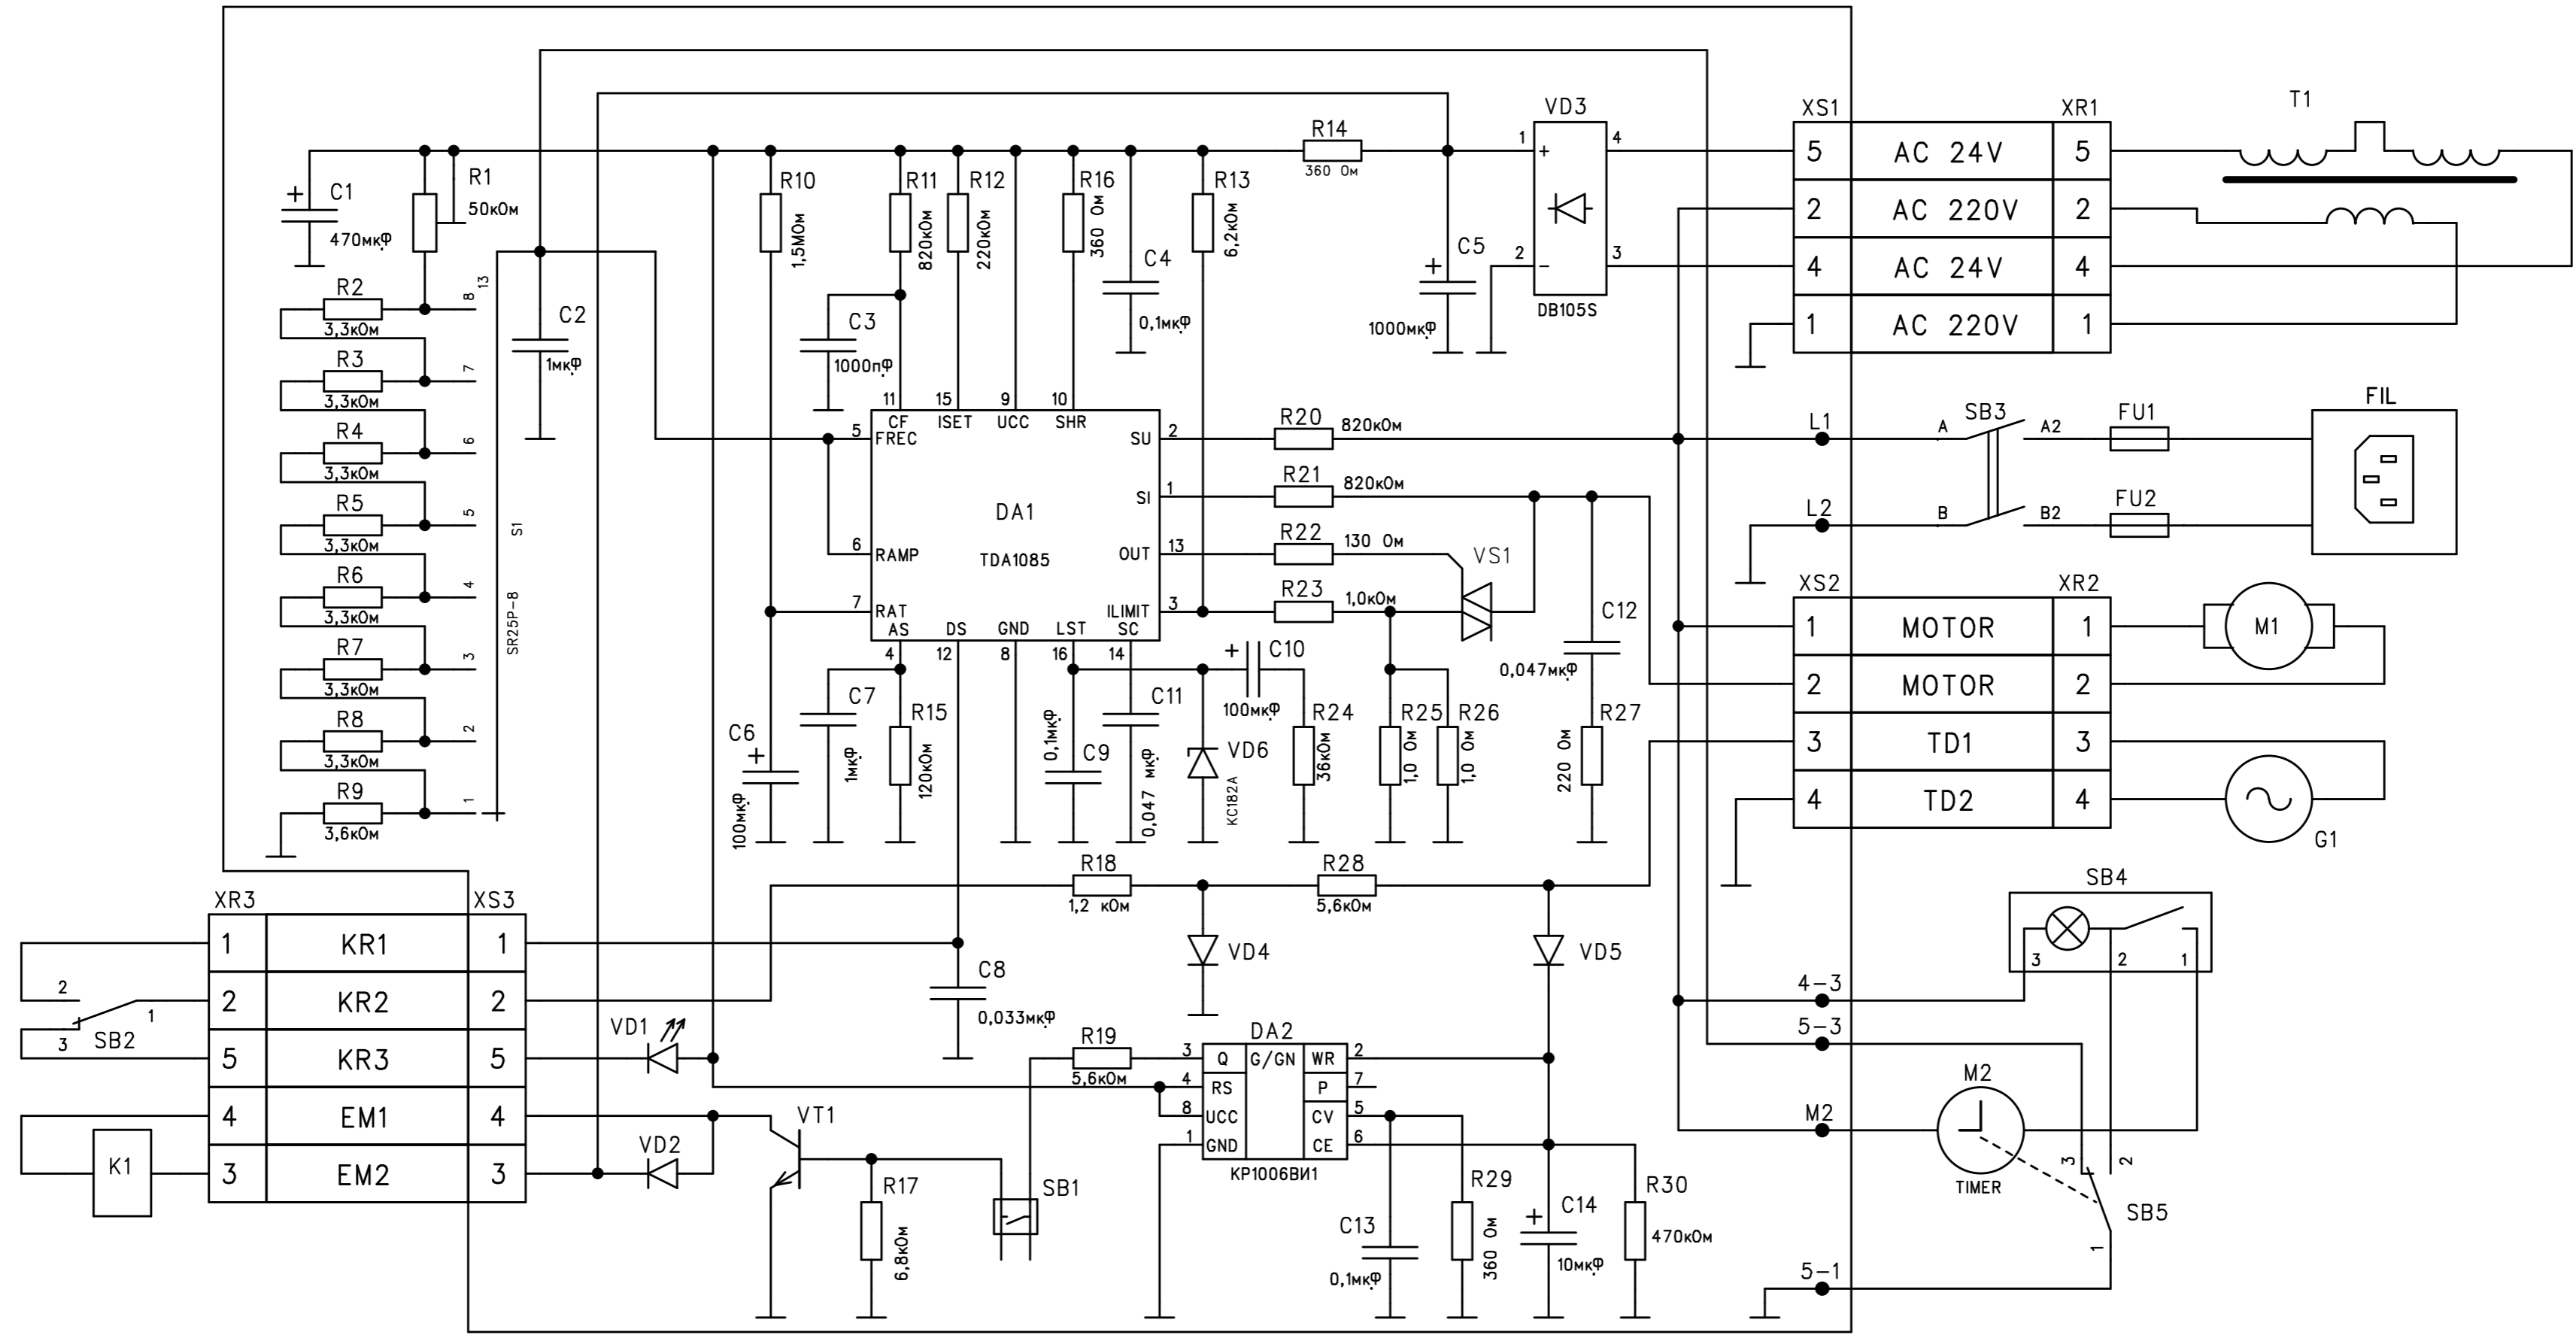 VD3
XS1
XR1
T1
R14
360 Ом
1
+
4
5
AC 24V
5
R1
50кОм
R10
1,5МОм
R11
820кОм
R12
220кОм
R16
360 Ом
R13
6,2кОм
+
C1
470мкФ
2
AC 220V
2
C4
0,1мкФ
+
C5
1000мкФ
2
−
3
4
AC 24V
4
DB105S
R2
3,3кОм
8
13
C2
1мкФ
C3
1000пФ
1
AC 220V
1
R3
3,3кОм
7
11
15
9
10
CF
ISET
UCC
SHR
R4
3,3кОм
6
5
FREC
SU
2
R20
820кОм
L1
A
SB3
A2
FU1
FIL
SI
1
R21
820кОм
R5
3,3кОм
5
S1
DA1
TDA1085
L2
B
B2
FU2
6
RAMP
OUT
13
R22
130 Ом
VS1
R6
3,3кОм
4
SR25P-8
7
RAT
ILIMIT
3
R23
1,0кОм
C12
0,047мкФ
XS2
XR2
AS
DS
GND
LST
SC
4
12
8
16
14
1
MOTOR
1
M1
R7
3,3кОм
3
+
C10
100мкФ
2
MOTOR
2
C6
+
100мкФ
C7
1мкФ
R15
120кОм
0,1мкФ
C9
C11
0,047 мкФ
VD6
КС182А
R24
36кОм
R25
1,0 Ом
R26
1,0 Ом
R27
220 Ом
R8
3,3кОм
2
3
TD1
3
R9
3,6кОм
1
4
TD2
4
G1
R18
1,2 кОм
R28
5,6кОм
SB4
XR3
XS3
1
KR1
1
VD4
VD5
3
2
1
2
1
3
SB2
2
KR2
2
C8
0,033мкФ
4-3
5-3
VD1
5
KR3
5
R19
5,6кОм
DA2
3
Q
G/GN
WR
2
4
RS
P
7
8
UCC
CV
5
1
GND
CE
6
КР1006ВИ1
M2
M2
TIMER
K1
4
EM1
4
VT1
3
EM2
3
VD2
R17
6,8кОм
SB1
C13
0,1мкФ
R29
360 Ом
+
C14
10мкФ
R30
470кОм
3
2
SB5
1
5-1